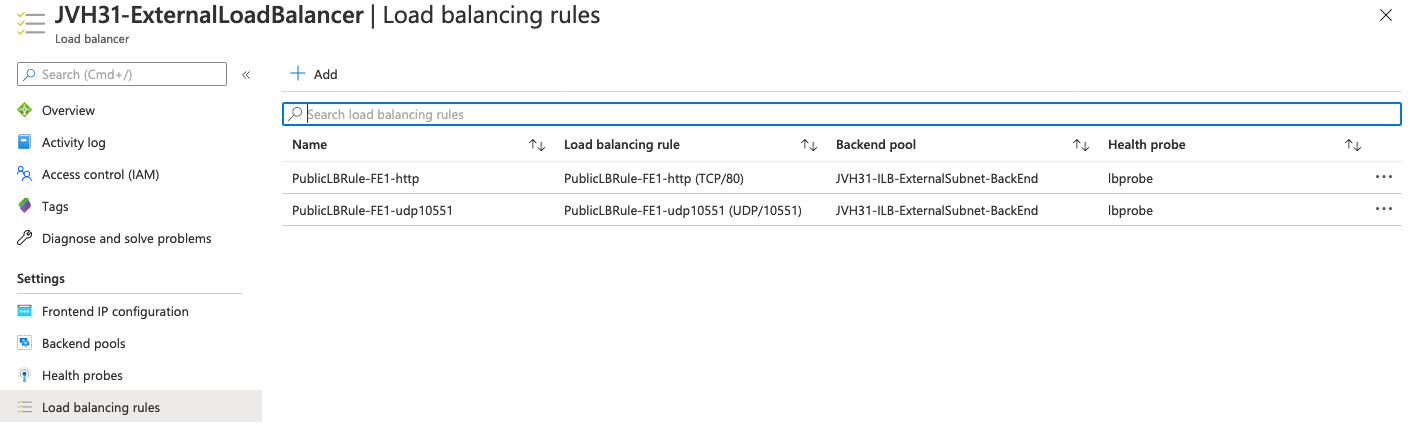 JVH31-ExternalLoadBalancer | Load balancing rules
Load balancer
Search (Cmd+/)
«
Add
Overview
Activity log
Access control (IAM)
Tags
Diagnose and solve problems
Settings
Frontend IP configuration
Backend pools
Health probes
Load balancing rules
Search load balancing rules
Name Load balancing rule Backend pool Health probe
PublicLBRule-FE1-http PublicLBRule-FE1-http (TCP/80) JVH31-ILB-ExternalSubnet-BackEnd lbprobe
PublicLBRule-FE1-udp10551 PublicLBRule-FE1-udp10551 (UDP/10551) JVH31-ILB-ExternalSubnet-BackEnd lbprobe